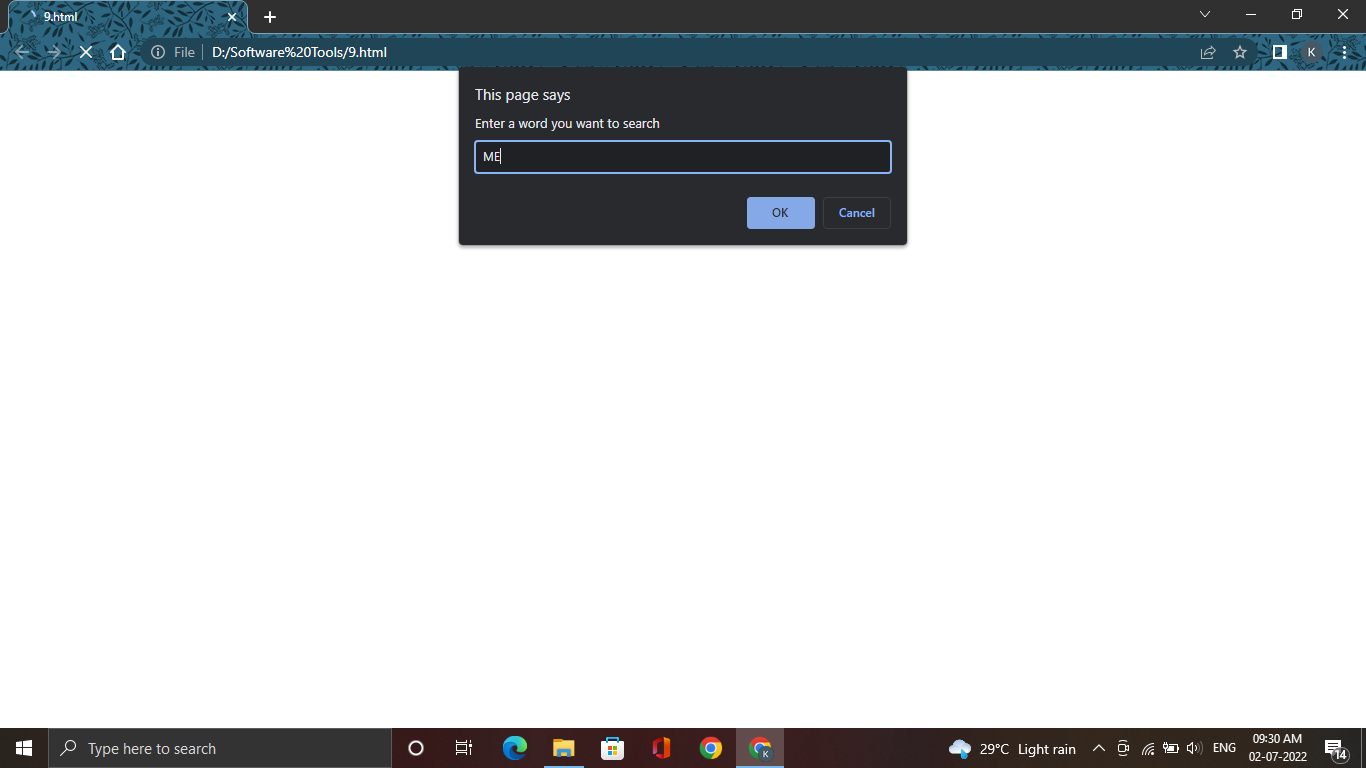 9.html
File
D:/Software%20Tools/9.html
K
This page says
Enter a word you want to search
ME
OK
Cancel
Type here to search
K
29°C Light rain
ENG
09:30 AM
02-07-2022
14